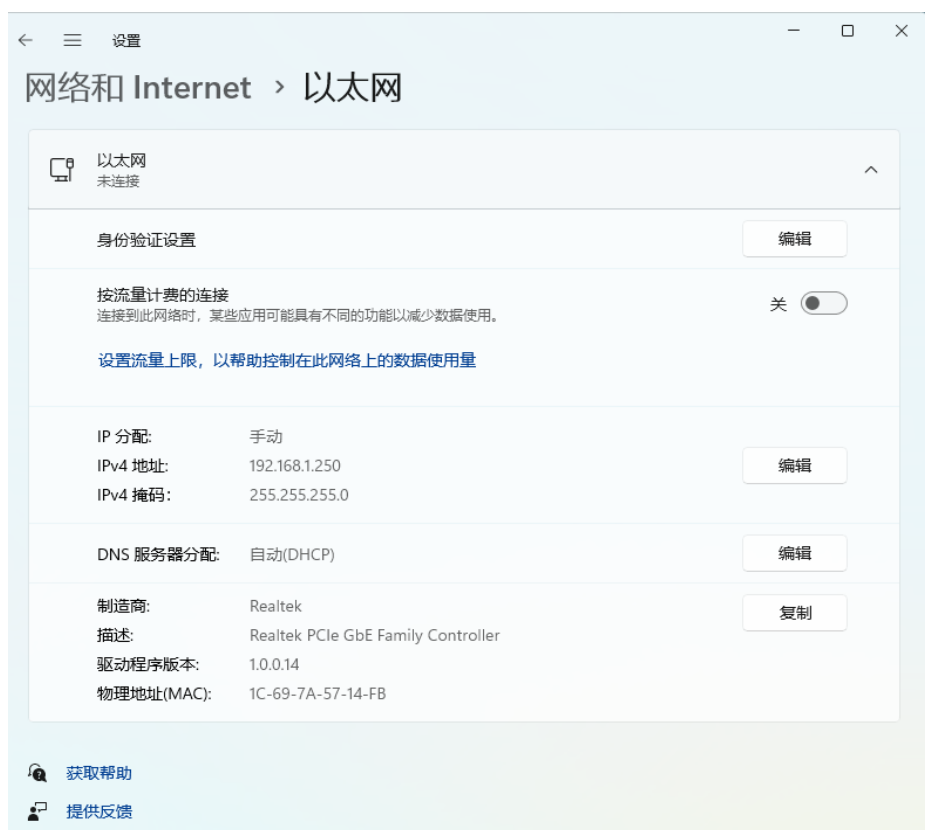 设置
网络和 Internet › 以太网
以太网
未连接
身份验证设置 编辑
按流量计费的连接
连接到此网络时，某些应用可能具有不同的功能以减少数据使用。
关
设置流量上限，以帮助控制在此网络上的数据使用量
IP 分配: 手动
IPv4 地址: 192.168.1.250
IPv4 掩码: 255.255.255.0
编辑
DNS 服务器分配: 自动(DHCP) 编辑
制造商: Realtek
描述: Realtek PCIe GbE Family Controller
驱动程序版本: 1.0.0.14
物理地址(MAC): 1C-69-7A-57-14-FB
复制
获取帮助
提供反馈